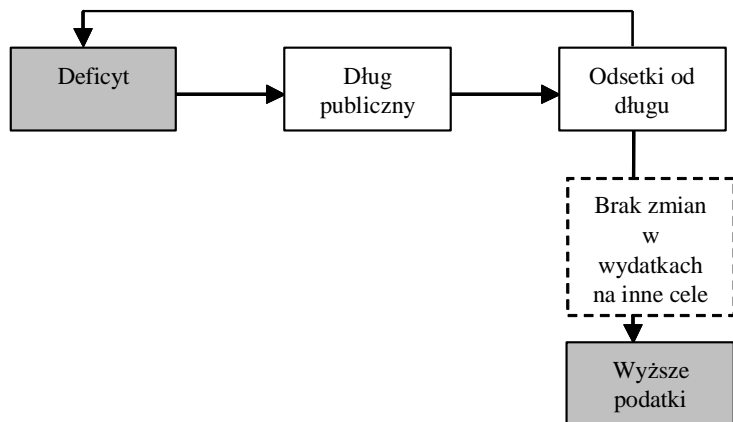 Deficyt
Dług
publiczny
Odsetki od
długu
Brak zmian
w
wydatkach
na inne cele
Wyższe
podatki